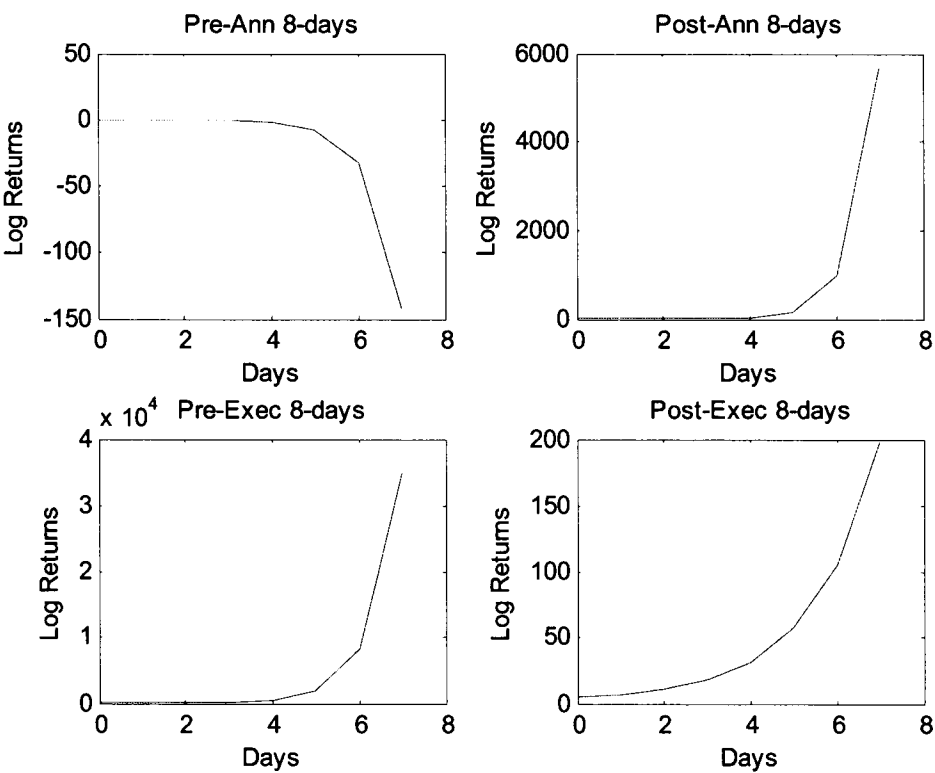 Pre-Ann 8-days
50
0
-50
-100
-150
Log Returns
0 2 4 6 8
Days
Post-Ann 8-days
6000
4000
2000
0
Log Returns
0 2 4 6 8
Days
x 10^4 Pre-Exec 8-days
4
3
2
1
0
Log Returns
0 2 4 6 8
Days
Post-Exec 8-days
200
150
100
50
0
Log Returns
0 2 4 6 8
Days